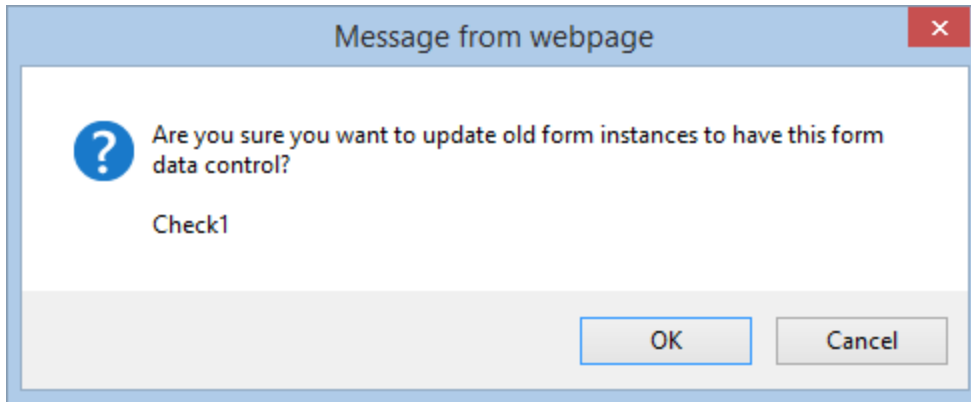 Message from webpage
Are you sure you want to update old form instances to have this form
data control?
Check1
OK
Cancel